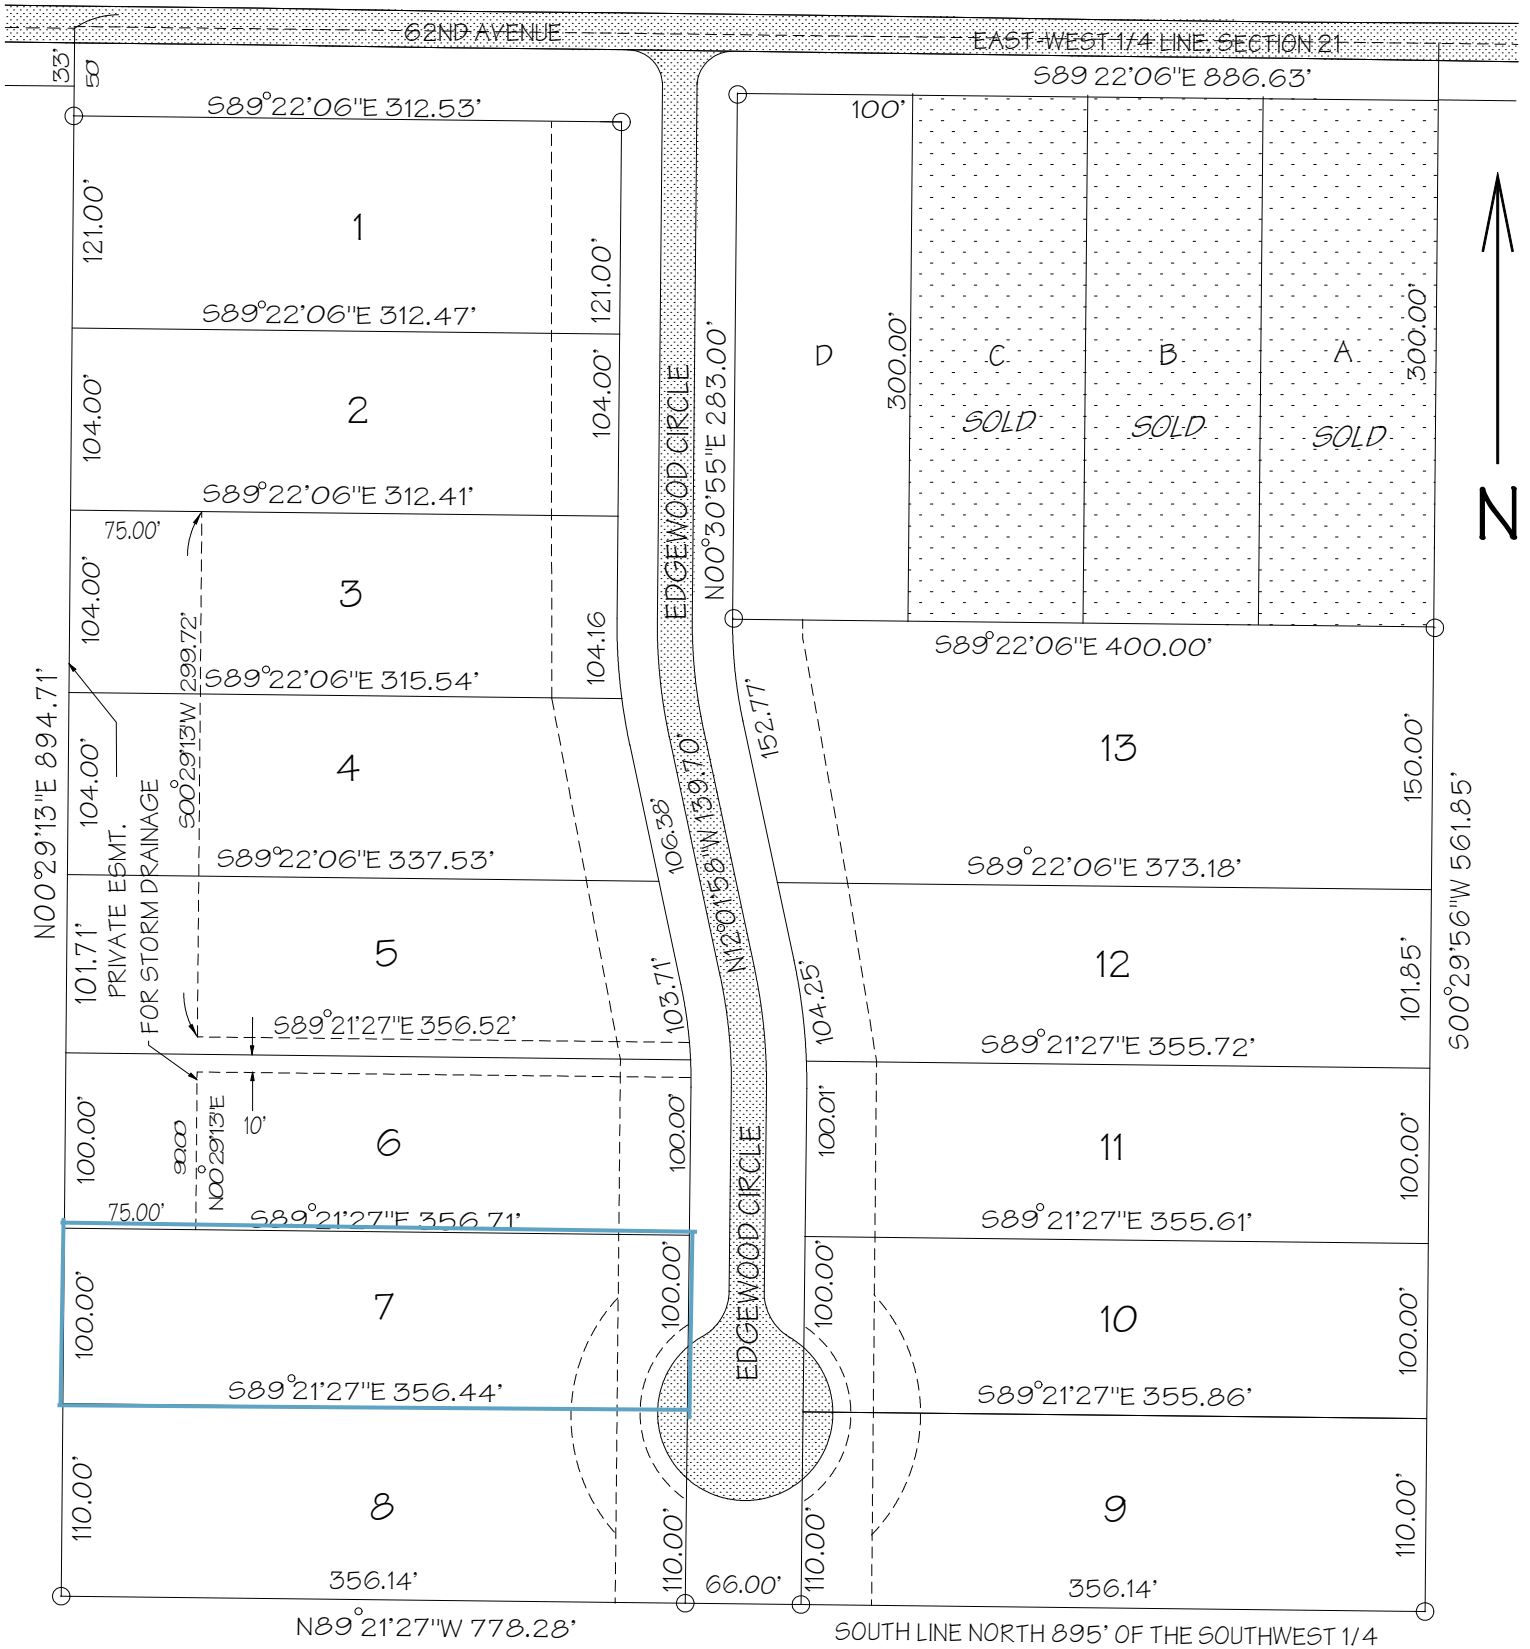 62ND AVENUE
EAST-WEST 1/4 LINE, SECTION 21
33'
50'
S89°22'06"E 312.53'
S89 22'06"E 886.63'
100'
121.00'
1
121.00'
S89°22'06"E 312.47'
104.00'
2
104.00'
S89°22'06"E 312.41'
EDGEWOOD CIRCLE
N00°30'55"E 283.00'
D
300.00'
C
SOLD
B
SOLD
A
SOLD
300.00'
N
75.00'
104.00'
3
104.16
S00°29'13"W 299.72'
S89°22'06"E 315.54'
S89°22'06"E 400.00'
N00°29'13"E 894.71'
104.00'
4
106.38'
N12°01'58"W 139.70'
152.77'
13
150.00'
PRIVATE ESMT.
FOR STORM DRAINAGE
S89°22'06"E 337.53'
S89°22'06"E 373.18'
S00°29'56"W 561.85'
101.71'
5
103.71'
104.25'
12
101.85'
S89°21'27"E 356.52'
S89°21'27"E 355.72'
100.00'
90.00'
N00°29'13"E
10'
6
100.00'
100.01'
11
100.00'
75.00'
S89°21'27"E 356.71'
S89°21'27"E 355.61'
EDGEWOOD CIRCLE
100.00'
7
100.00'
100.00'
10
100.00'
S89°21'27"E 356.44'
S89°21'27"E 355.86'
110.00'
8
110.00'
110.00'
9
110.00'
356.14'
66.00'
356.14'
N89°21'27"W 778.28'
SOUTH LINE NORTH 895' OF THE SOUTHWEST 1/4